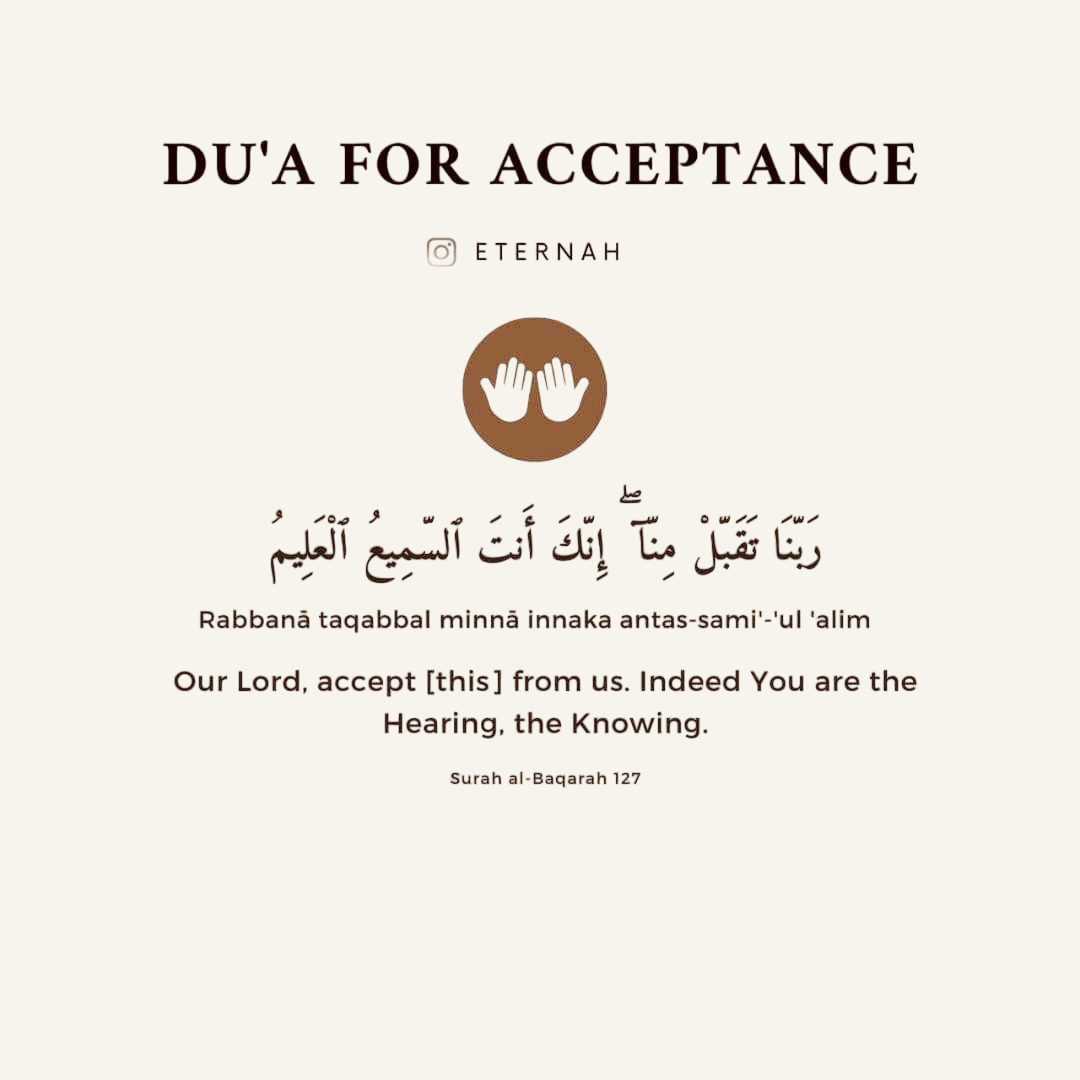 DU'A FOR ACCEPTANCE
ETERNAH
رَبَّنَا تَقَبَّلْ مِنَّآ ۖ إِنَّكَ أَنتَ ٱلسَّمِيعُ ٱلْعَلِيمُ
Rabbanā taqabbal minnā innaka antas-sami'-'ul 'alim
Our Lord, accept [this] from us. Indeed You are the
Hearing, the Knowing.
Surah al-Baqarah 127